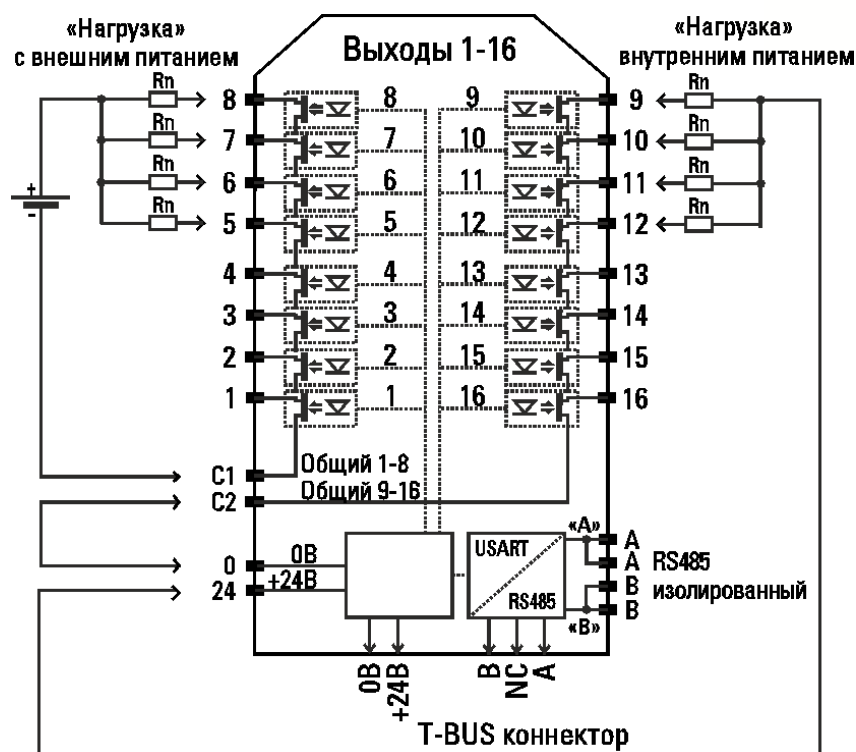 «Нагрузка»
с внешним питанием
Выходы 1-16
«Нагрузка»
внутренним питанием
Rn 8 8 9 9 Rn
Rn 7 7 10 10 Rn
Rn 6 6 11 11 Rn
Rn 5 5 12 12 Rn
+
-
4 4 13 13
3 3 14 14
2 2 15 15
1 1 16 16
C1 Общий 1-8
C2 Общий 9-16
0 0В
24 +24В
USART
RS485
«A»
A
A RS485
B изолированный
B
«B»
0В
+24В
B
NC
A
T-BUS коннектор